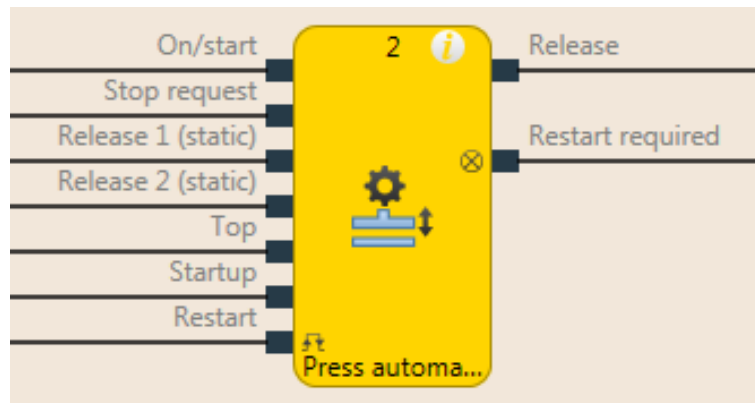 On/start
2 i
Release
Stop request
Release 1 (static)
Restart required
Release 2 (static)
Top
Startup
Restart
Press automa...